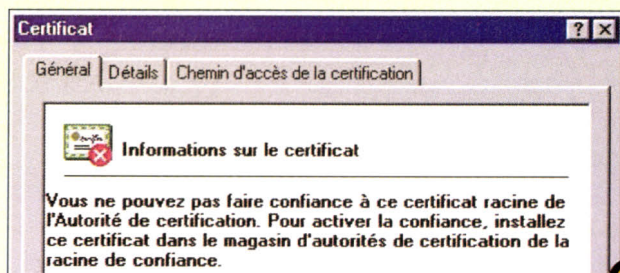 Certificat
Général Détails Chemin d'accès de la certification
Informations sur le certificat
Vous ne pouvez pas faire confiance à ce certificat racine de
l'Autorité de certification. Pour activer la confiance, installez
ce certificat dans le magasin d'autorités de certification de la
racine de confiance.